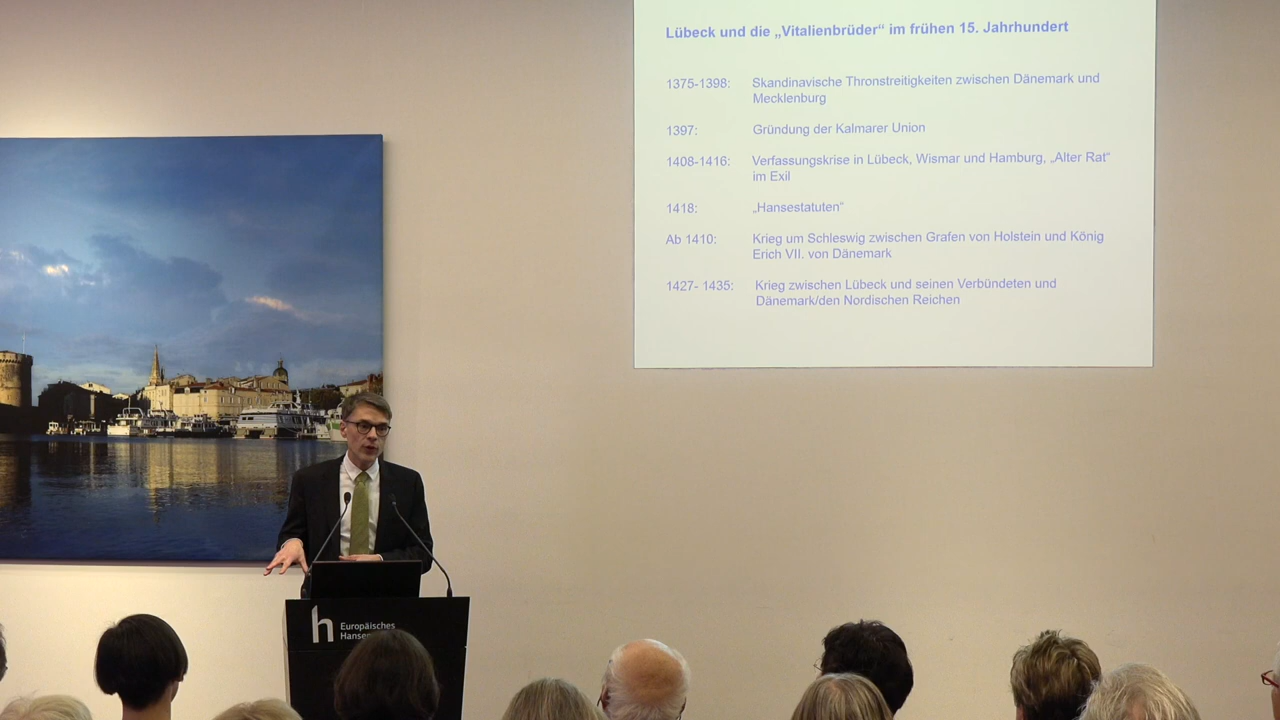 Lübeck und die „Vitalienbrüder“ im frühen 15. Jahrhundert
1375-1398: Skandinavische Thronstreitigkeiten zwischen Dänemark und
Mecklenburg
1397: Gründung der Kalmarer Union
1408-1416: Verfassungskrise in Lübeck, Wismar und Hamburg, „Alter Rat“
im Exil
1418: „Hansestatuten“
Ab 1410: Krieg um Schleswig zwischen Grafen von Holstein und König
Erich VII. von Dänemark
1427- 1435: Krieg zwischen Lübeck und seinen Verbündeten und
Dänemark/den Nordischen Reichen
h Europäisches